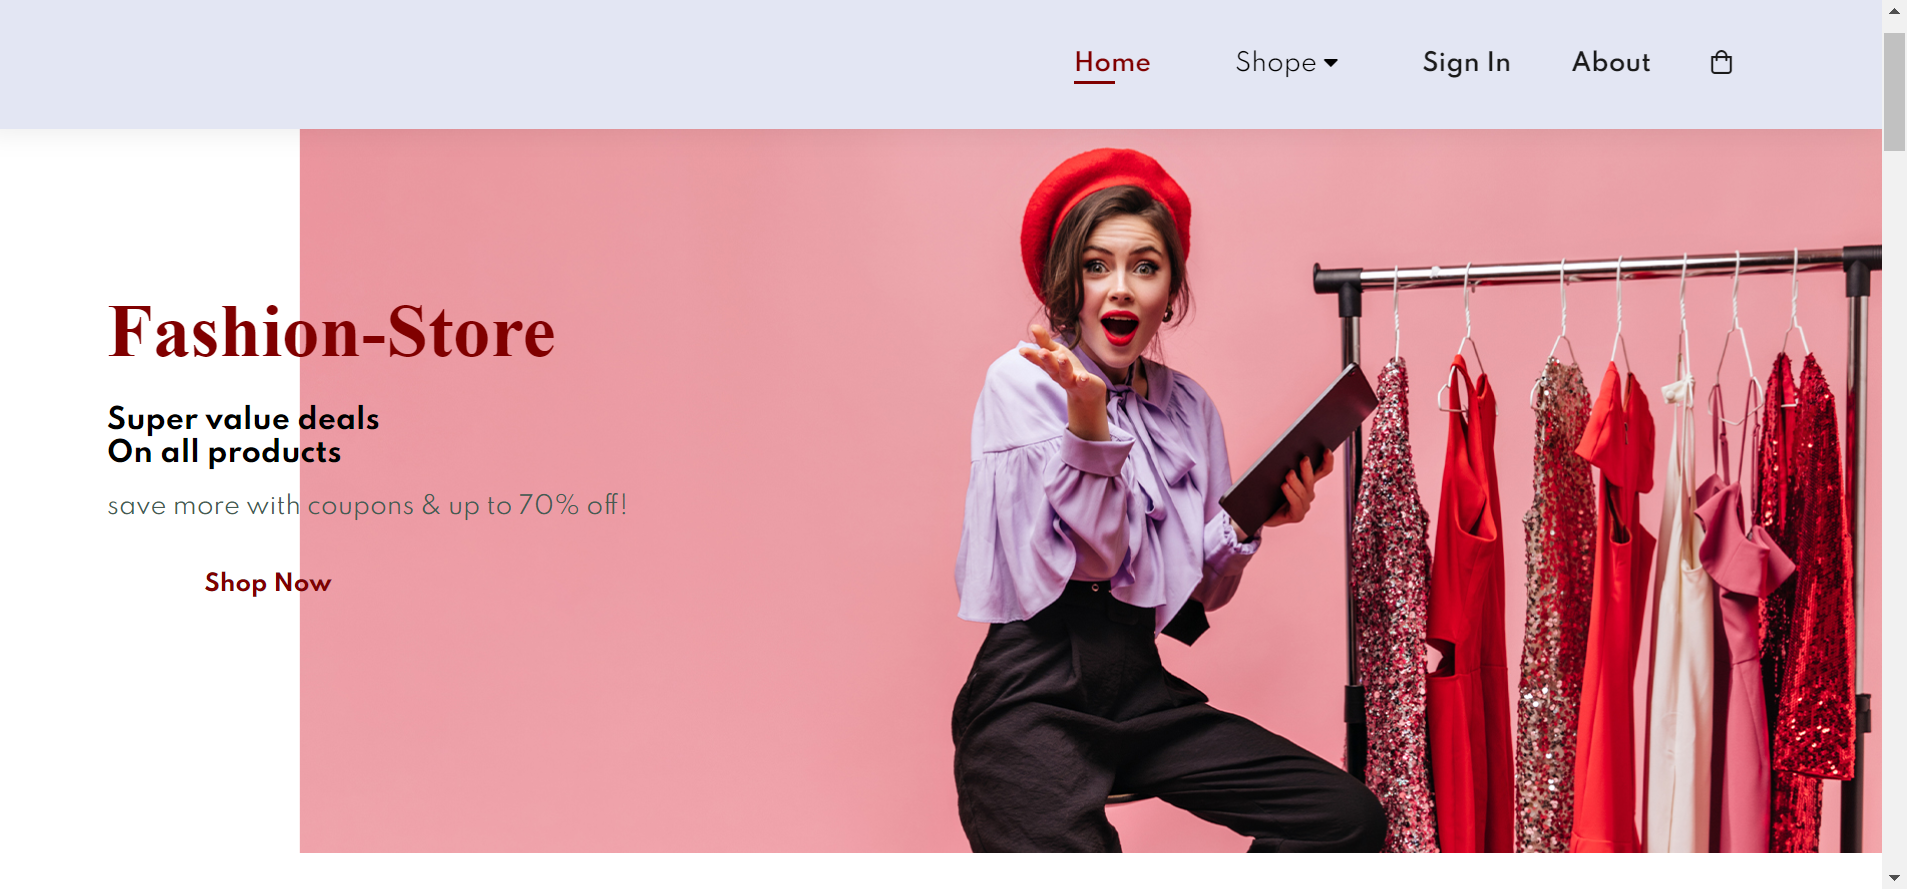 Home Shope Sign In About
Fashion-Store
Super value deals
On all products
save more with coupons & up to 70% off!
Shop Now